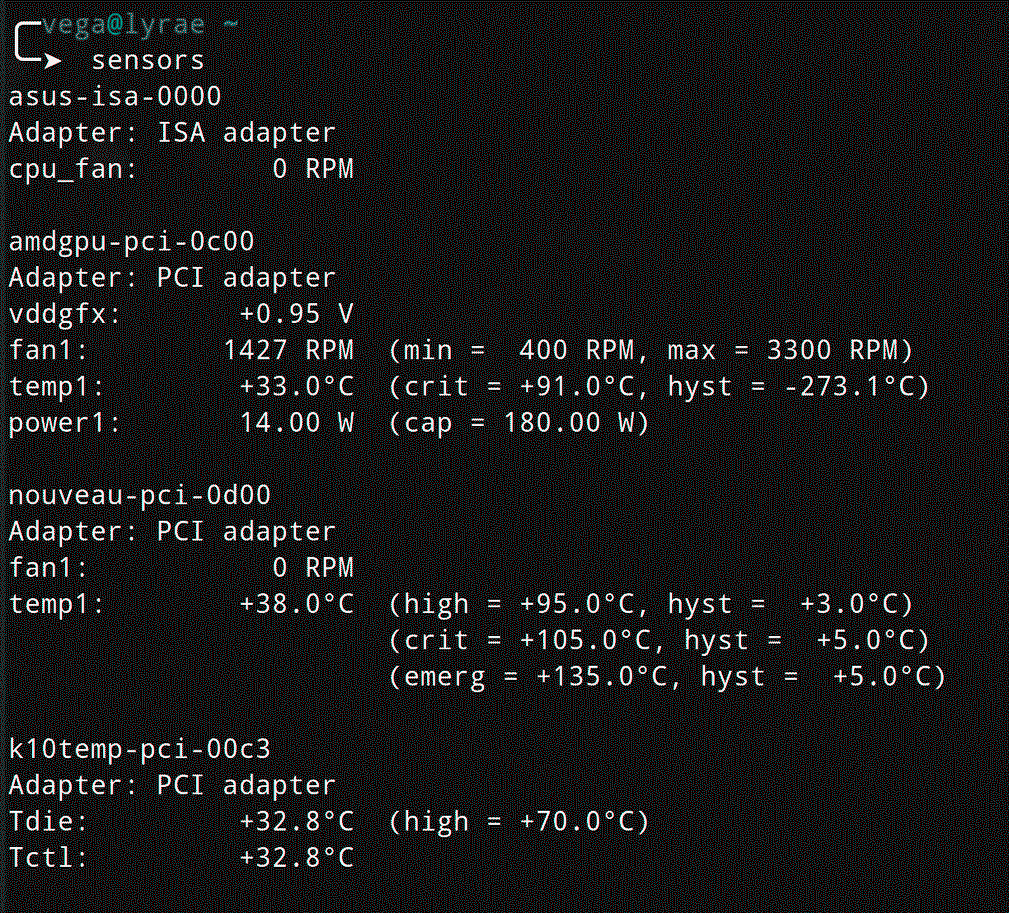 vega@lyrae ~
➤  sensors
asus-isa-0000
Adapter: ISA adapter
cpu_fan:        0 RPM

amdgpu-pci-0c00
Adapter: PCI adapter
vddgfx:       +0.95 V
fan1:        1427 RPM  (min =  400 RPM, max = 3300 RPM)
temp1:        +33.0°C  (crit = +91.0°C, hyst = -273.1°C)
power1:       14.00 W  (cap = 180.00 W)

nouveau-pci-0d00
Adapter: PCI adapter
fan1:           0 RPM
temp1:        +38.0°C  (high = +95.0°C, hyst =  +3.0°C)
                       (crit = +105.0°C, hyst =  +5.0°C)
                       (emerg = +135.0°C, hyst =  +5.0°C)

k10temp-pci-00c3
Adapter: PCI adapter
Tdie:         +32.8°C  (high = +70.0°C)
Tctl:         +32.8°C